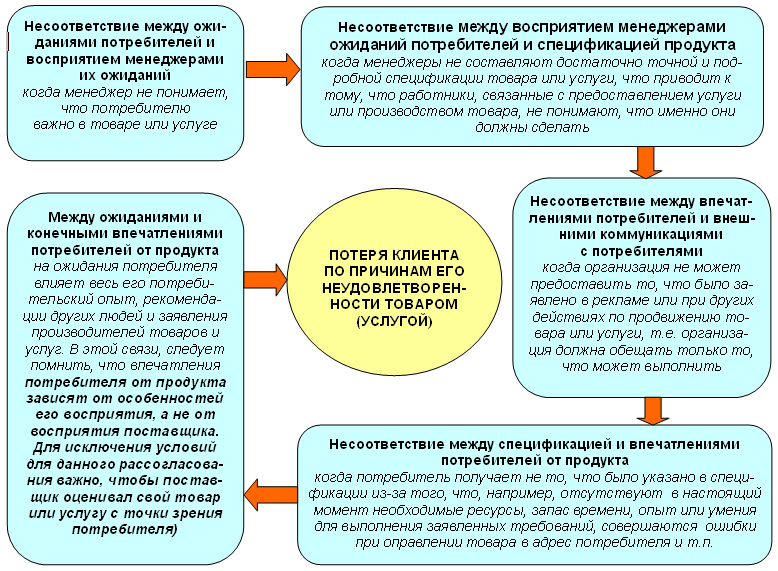 Несоответствие между ожи-
даниями потребителей и
восприятием менеджерами
их ожиданий
когда менеджер не понимает,
что потребителю
важно в товаре или услуге
Несоответствие между восприятием менеджерами
ожиданий потребителей и спецификацией продукта
когда менеджеры не составляют достаточно точной и под-
робной спецификации товара или услуги, что приводит к
тому, что работники, связанные с предоставлением услуги
или производством товара, не понимают, что именно они
должны сделать
Несоответствие между впечат-
лениями потребителей и внеш-
ними коммуникациями
с потребителями
когда организация не может
предоставить то, что было за-
явлено в рекламе или при других
действиях по продвижению то-
вара или услуги, т.е. организа-
ция должна обещать только то,
что может выполнить
Несоответствие между спецификацией и впечатлениями
потребителей от продукта
когда потребитель получает не то, что было указано в специ-
фикации из-за того, что, например, отсутствуют в настоящий
момент необходимые ресурсы, запас времени, опыт или умения
для выполнения заявленных требований, совершаются ошибки
при оправлении товара в адрес потребителя и т.п.
Между ожиданиями и
конечными впечатлениями
потребителей от продукта
на ожидания потребителя
влияет весь его потреби-
тельский опыт, рекоменда-
ции других людей и заявления
производителей товаров и
услуг. В этой связи, следует
помнить, что впечатления
потребителя от продукта
зависят от особенностей
его восприятия, а не от
восприятия поставщика.
Для исключения условий
для данного рассогласова-
ния важно, чтобы постав-
щик оценивал свой товар
или услугу с точки зрения
потребителя)
ПОТЕРЯ КЛИЕНТА
ПО ПРИЧИНАМ ЕГО
НЕУДОВЛЕТВОРЕН-
НОСТИ ТОВАРОМ
(УСЛУГОЙ)